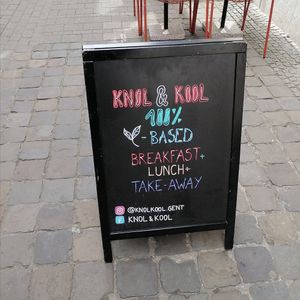 KNOL & KOOL
100%
-BASED
BREAKFAST+
LUNCH+
TAKE-AWAY
@KNOLKOOL.GENT
KNOL & KOOL